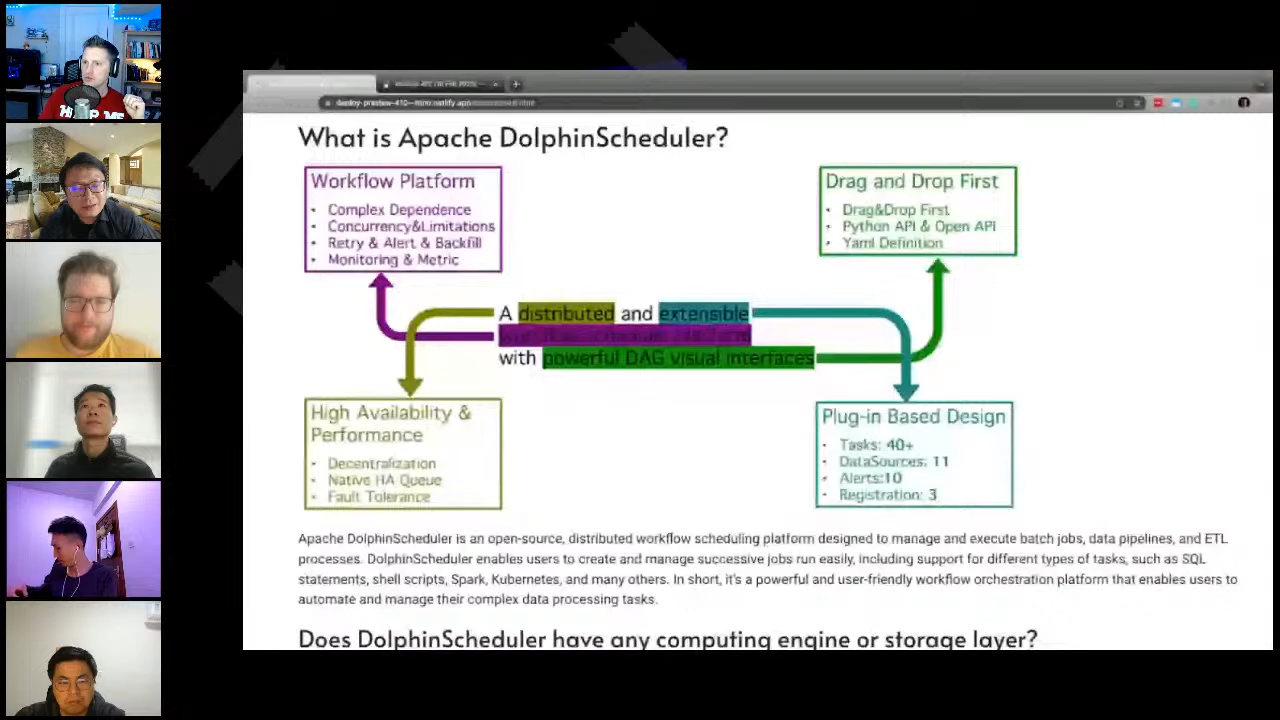 What is Apache DolphinScheduler?
Workflow Platform
• Complex Dependence
• Concurrency&Limitations
• Retry & Alert & Backfill
• Monitoring & Metric
Drag and Drop First
• Drag&Drop First
• Python API & Open API
• Yaml Definition
A distributed and extensible
with powerful DAG visual interfaces
High Availability &
Performance
• Decentralization
• Native HA Queue
• Fault Tolerance
Plug-in Based Design
• Tasks: 40+
• DataSources: 11
• Alerts:10
• Registration: 3
Apache DolphinScheduler is an open-source, distributed workflow scheduling platform designed to manage and execute batch jobs, data pipelines, and ETL
processes. DolphinScheduler enables users to create and manage successive jobs run easily, including support for different types of tasks, such as SQL
statements, shell scripts, Spark, Kubernetes, and many others. In short, it's a powerful and user-friendly workflow orchestration platform that enables users to
automate and manage their complex data processing tasks.
Does DolphinScheduler have any computing engine or storage layer?